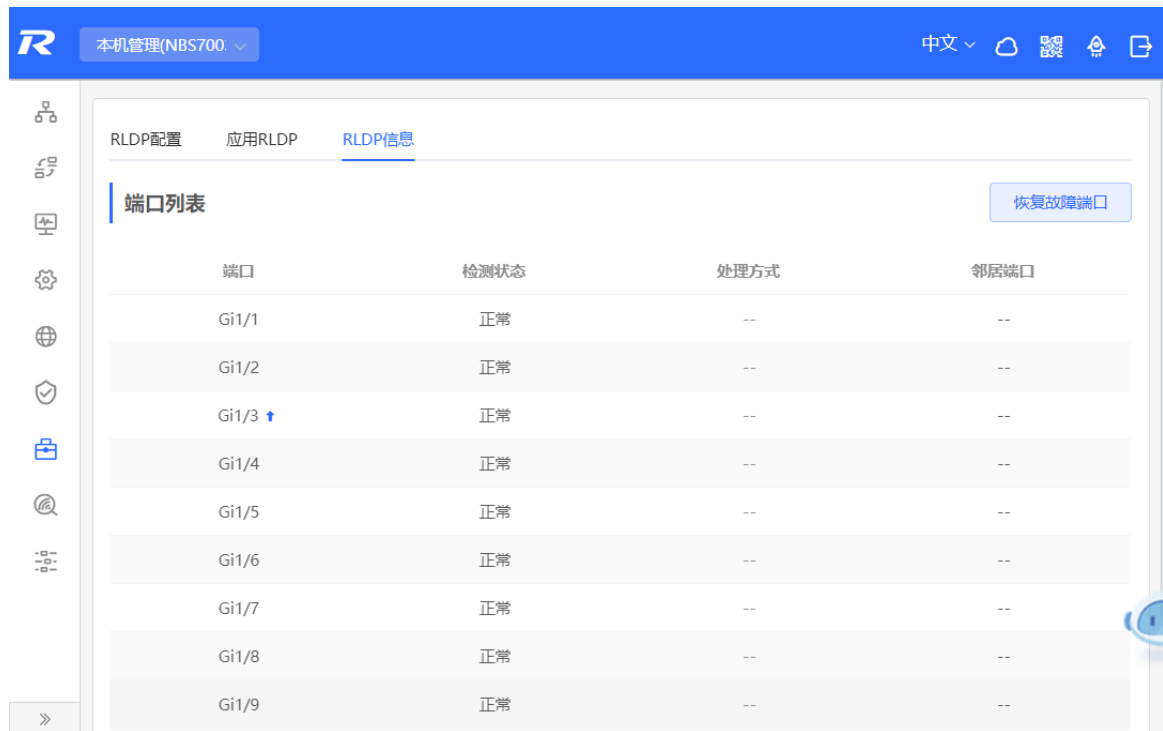 本机管理(NBS700: 中文
RLDP配置 应用RLDP RLDP信息
端口列表 恢复故障端口
端口 检测状态 处理方式 邻居端口
Gi1/1 正常 -- --
Gi1/2 正常 -- --
Gi1/3 正常 -- --
Gi1/4 正常 -- --
Gi1/5 正常 -- --
Gi1/6 正常 -- --
Gi1/7 正常 -- --
Gi1/8 正常 -- --
Gi1/9 正常 -- --